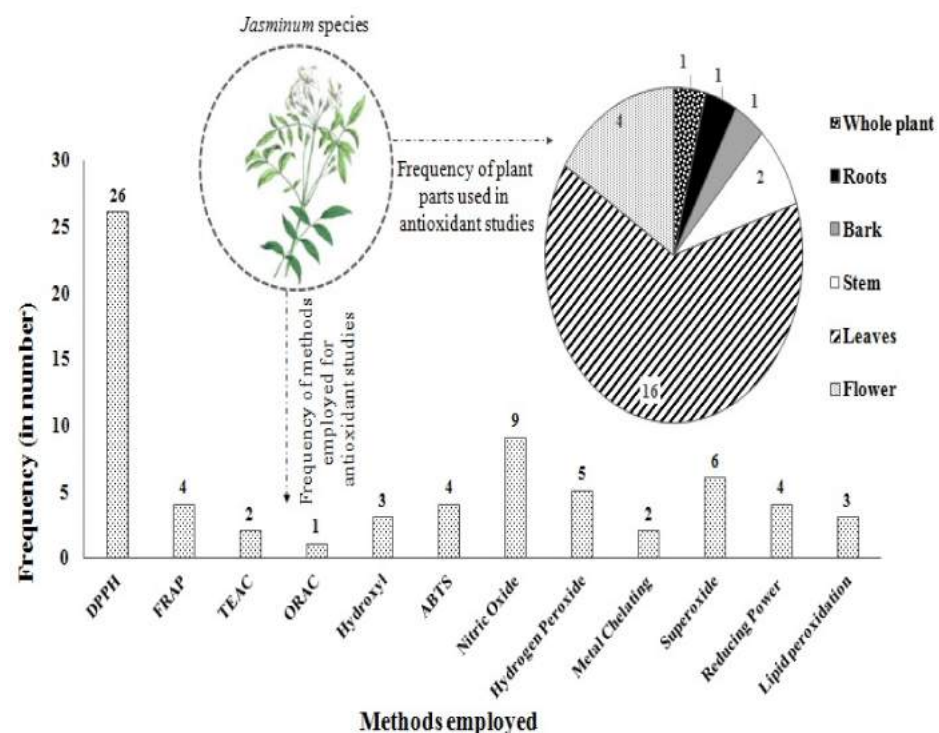 Jasminum species
Frequency of plant
parts used in
antioxidant studies
1
1
1
2
16
4
Whole plant
Roots
Bark
Stem
Leaves
Flower
Frequency of methods
employed for
antioxidant studies
Frequency (in number)
30
25
20
15
10
5
0
26
4
2
1
3
4
9
5
2
6
4
3
DPPH
FRAP
TEAC
ORAC
Hydroxyl
ABTS
Nitric Oxide
Hydrogen Peroxide
Metal Chelating
Superoxide
Reducing Power
Lipid peroxidation
Methods employed